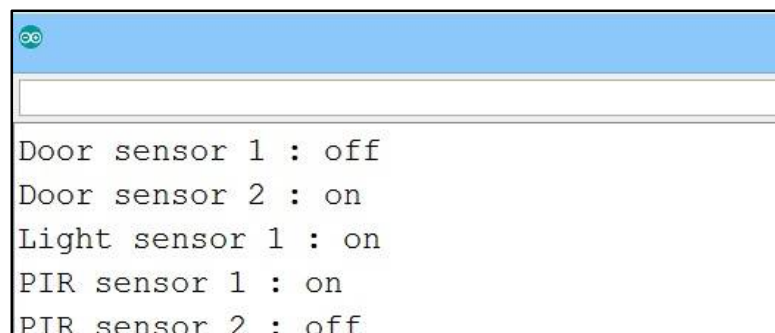 Door sensor 1 : off
Door sensor 2 : on
Light sensor 1 : on
PIR sensor 1 : on
PIR sensor 2 : off